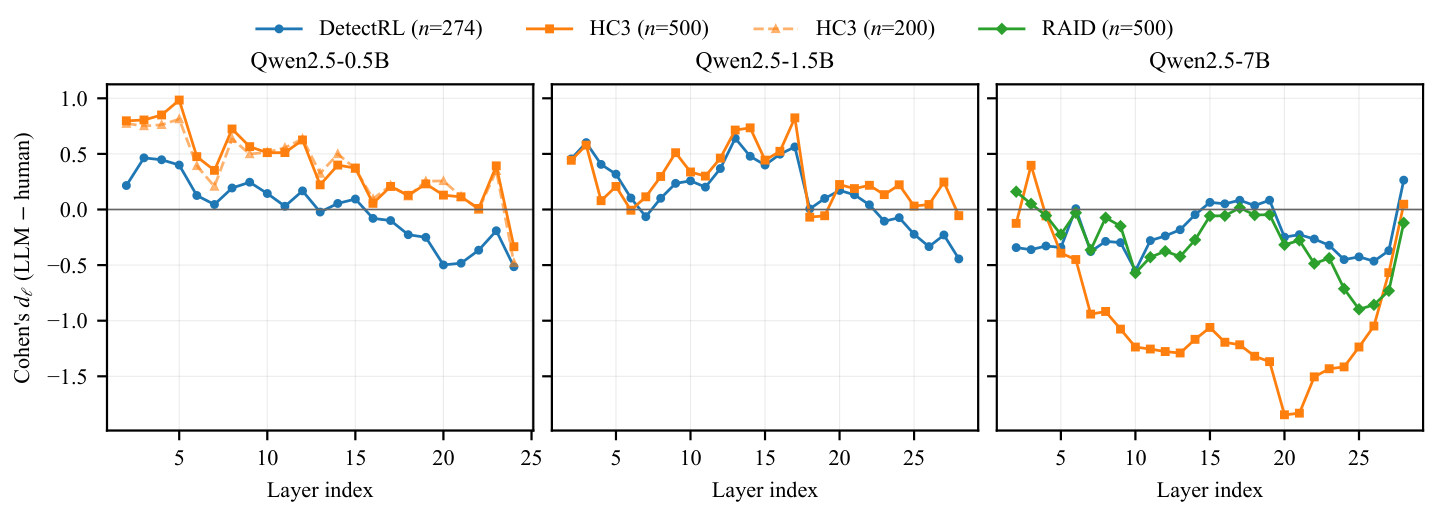 DetectRL (n=274) HC3 (n=500) HC3 (n=200) RAID (n=500)
Qwen2.5-0.5B Qwen2.5-1.5B Qwen2.5-7B
Cohen's dℓ (LLM − human)
1.0
0.5
0.0
−0.5
−1.0
−1.5
5 10 15 20 25 5 10 15 20 25 5 10 15 20 25
Layer index Layer index Layer index